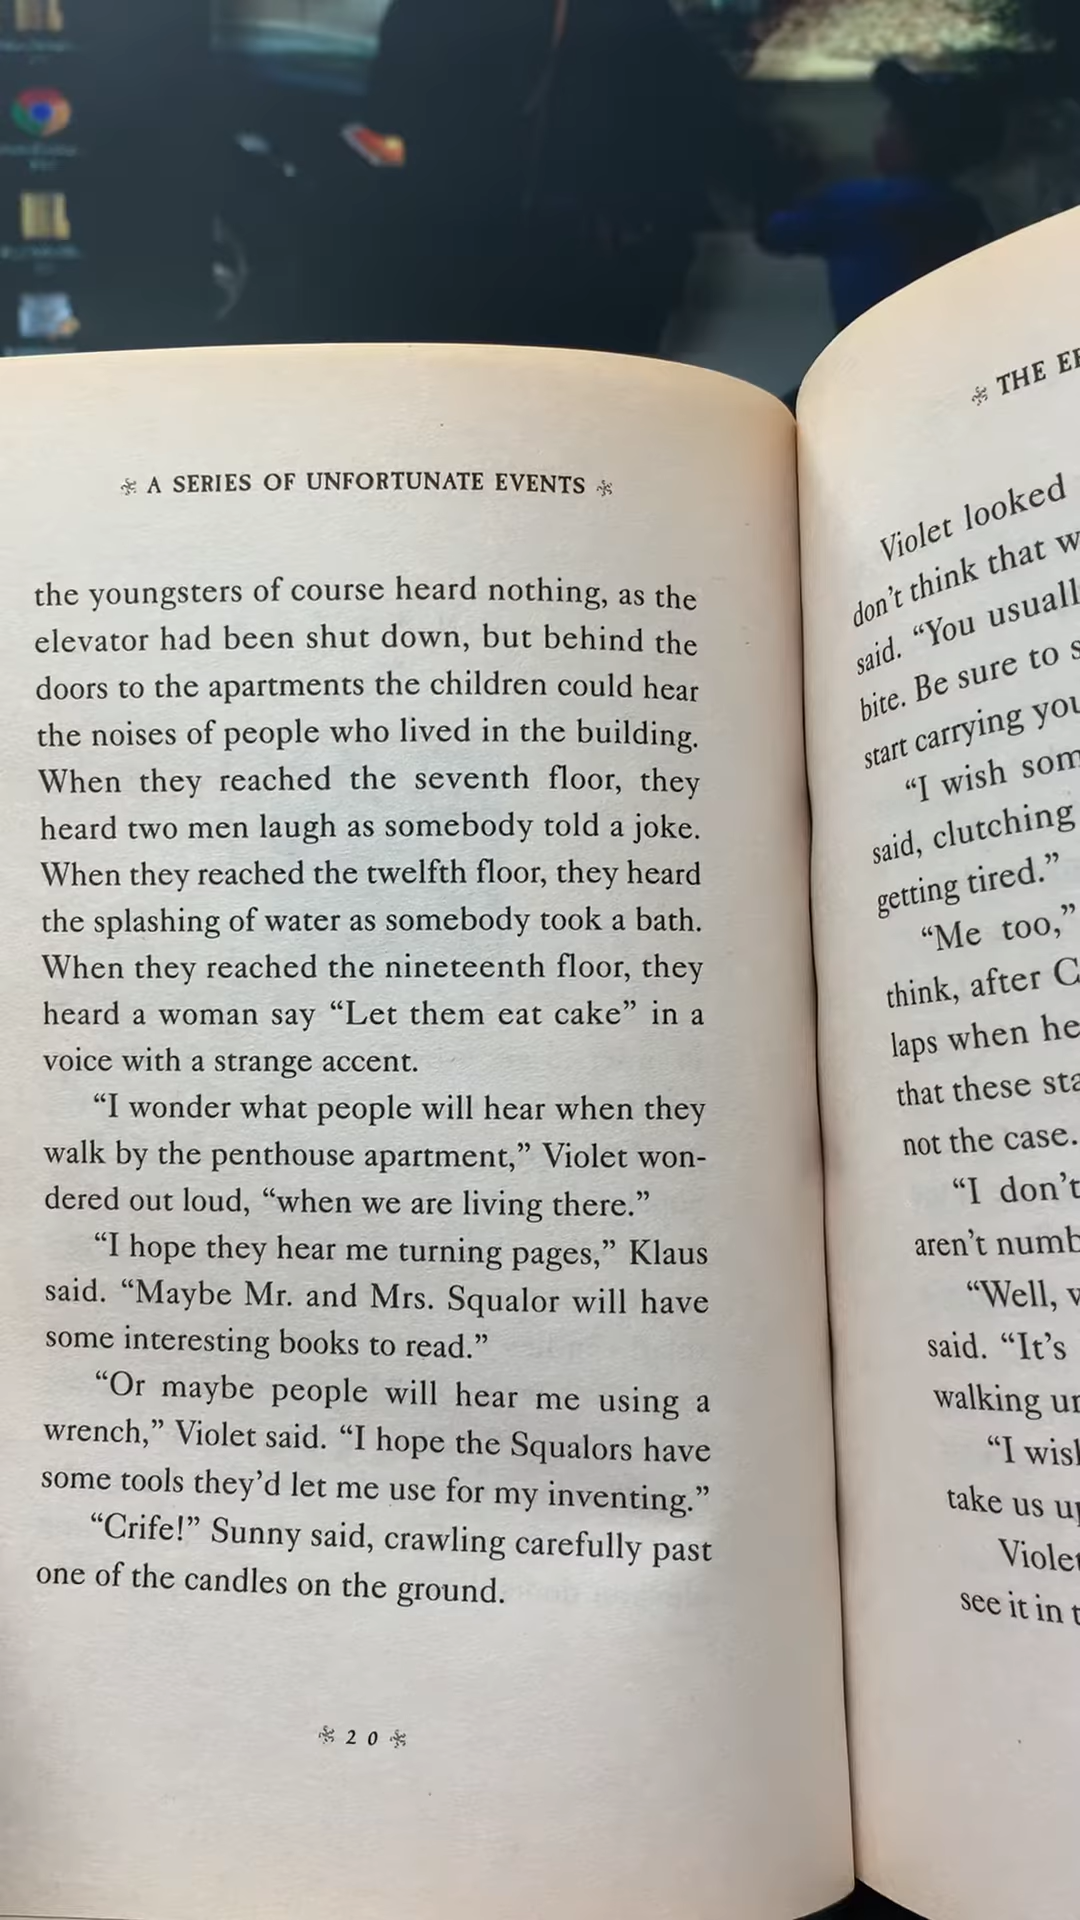 A SERIES OF UNFORTUNATE EVENTS
the youngsters of course heard nothing, as the
elevator had been shut down, but behind the
doors to the apartments the children could hear
the noises of people who lived in the building.
When they reached the seventh floor, they
heard two men laugh as somebody told a joke.
When they reached the twelfth floor, they heard
the splashing of water as somebody took a bath.
When they reached the nineteenth floor, they
heard a woman say “Let them eat cake” in a
voice with a strange accent.
“I wonder what people will hear when they
walk by the penthouse apartment,” Violet won-
dered out loud, “when we are living there.”
“I hope they hear me turning pages,” Klaus
said. “Maybe Mr. and Mrs. Squalor will have
some interesting books to read.”
“Or maybe people will hear me using a
wrench,” Violet said. “I hope the Squalors have
some tools they’d let me use for my inventing.”
“Crife!” Sunny said, crawling carefully past
one of the candles on the ground.
20
THE
Violet looked
don’t think that
said. “You
bite. Be sure to
start carrying
“I wish
said, clutching
getting tired.”
“Me too,”
think, after
laps when
that these
not the case.
“I don’t
aren’t
“Well,
said. “It’s
walking
“I
take us
see it in